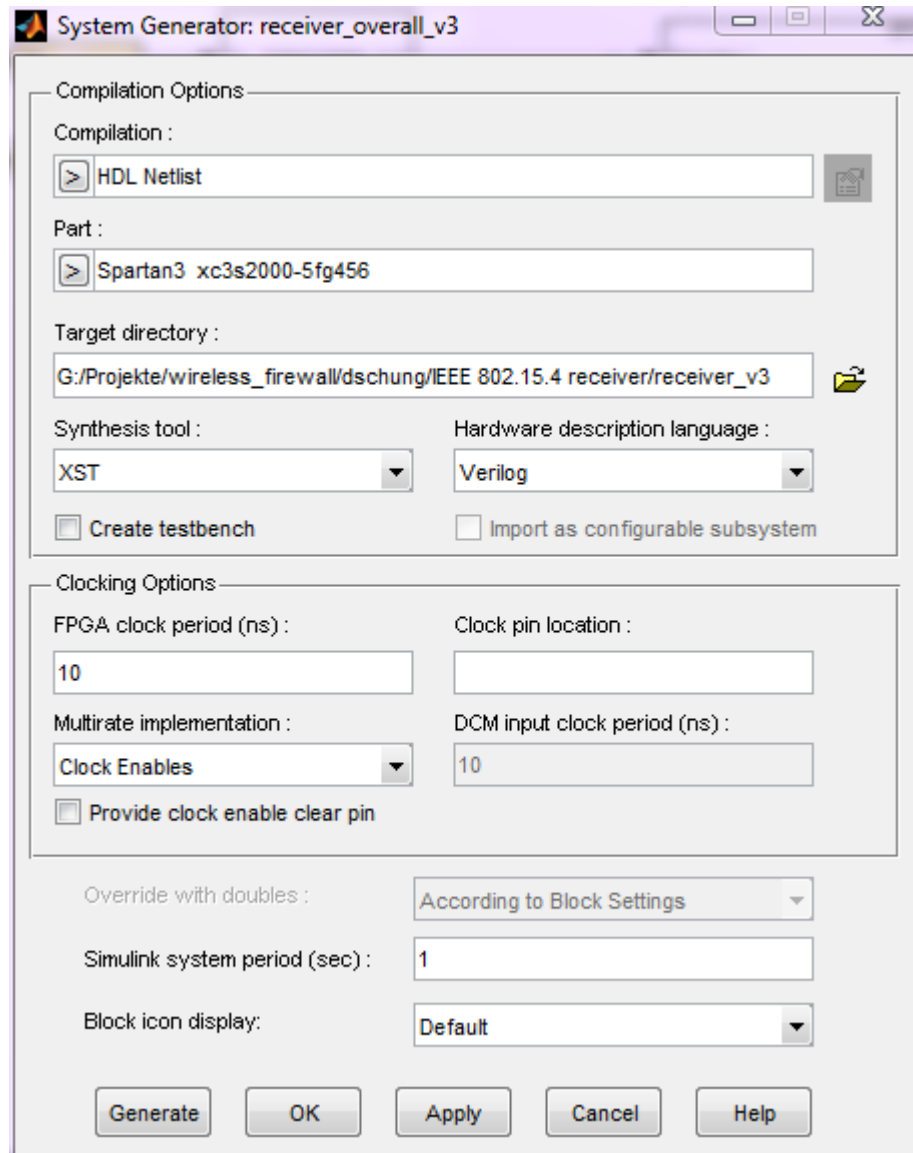 System Generator: receiver_overall_v3
Compilation Options
Compilation :
> HDL Netlist
Part :
> Spartan3 xc3s2000-5fg456
Target directory :
G:/Projekte/wireless_firewall/dschung/IEEE 802.15.4 receiver/receiver_v3
Synthesis tool : Hardware description language :
XST Verilog
Create testbench Import as configurable subsystem
Clocking Options
FPGA clock period (ns) : Clock pin location :
10
Multirate implementation : DCM input clock period (ns) :
Clock Enables 10
Provide clock enable clear pin
Override with doubles : According to Block Settings
Simulink system period (sec) : 1
Block icon display: Default
Generate OK Apply Cancel Help